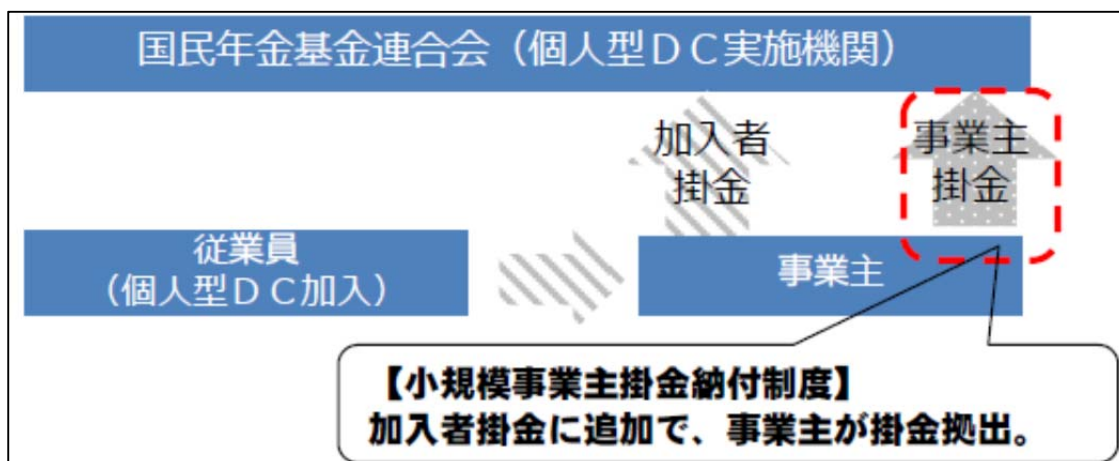 国民年金基金連合会（個人型ＤＣ実施機関）
加入者
掛金
事業主
掛金
従業員
（個人型ＤＣ加入）
事業主
【小規模事業主掛金納付制度】
加入者掛金に追加で、事業主が掛金拠出。